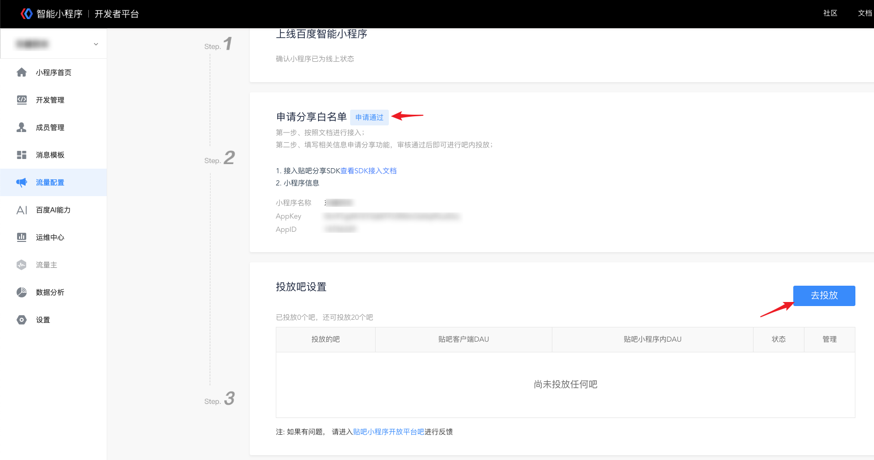 智能小程序 | 开发者平台
社区
文档
小程序首页
开发管理
成员管理
消息模板
流量配置
百度AI能力
运维中心
流量主
数据分析
设置
Step. 1
上线百度智能小程序
确认小程序已为线上状态
Step. 2
申请分享白名单 申请通过
第一步、按照文档进行接入;
第二步、填写相关信息申请分享功能，审核通过后即可进行吧内投放;
1. 接入贴吧分享SDK查看SDK接入文档
2. 小程序信息
小程序名称
AppKey
AppID
Step. 3
投放吧设置
去投放
已投放0个吧，还可投放20个吧
投放的吧 贴吧客户端DAU 贴吧小程序内DAU 状态 管理
尚未投放任何吧
注: 如果有问题， 请进入贴吧小程序开放平台吧进行反馈